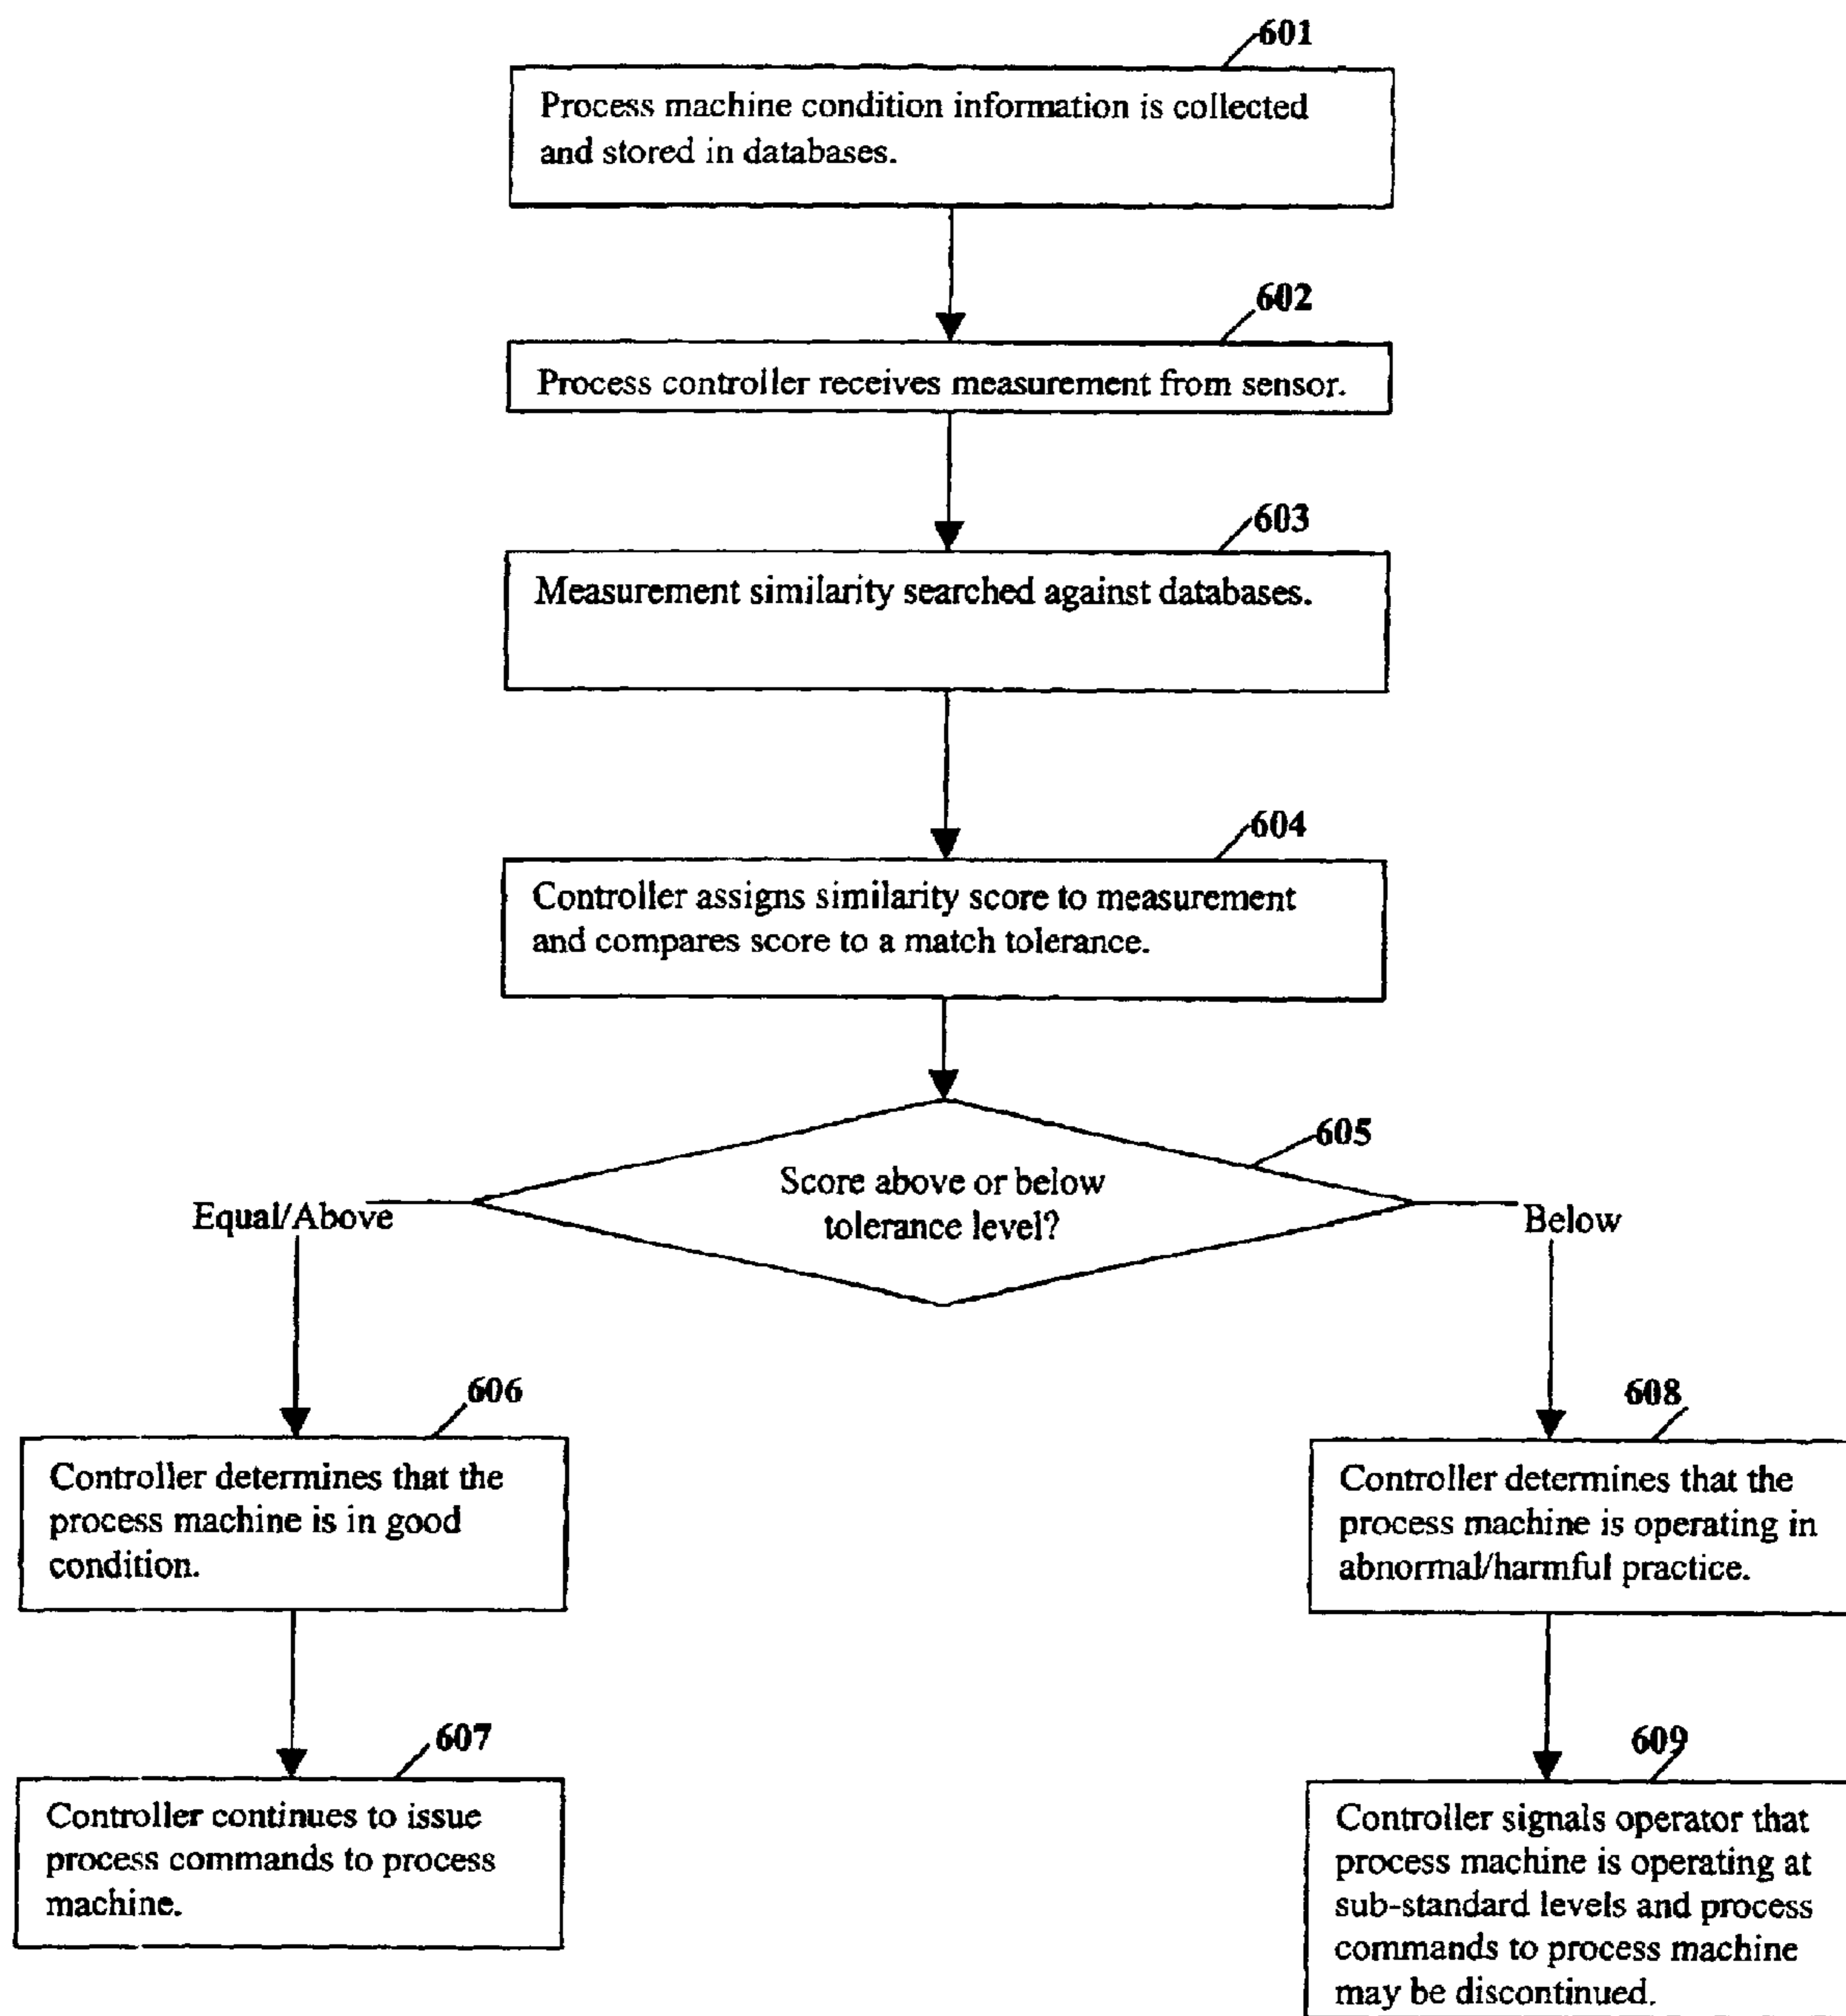 601
Process machine condition information is collected
and stored in databases.
602
Process controller receives measurement from sensor.
603
Measurement similarity searched against databases.
604
Controller assigns similarity score to measurement
and compares score to a match tolerance.
605
Score above or below
tolerance level?
Equal/Above
Below
606
Controller determines that the
process machine is in good
condition.
608
Controller determines that the
process machine is operating in
abnormal/harmful practice.
607
Controller continues to issue
process commands to process
machine.
609
Controller signals operator that
process machine is operating at
sub-standard levels and process
commands to process machine
may be discontinued.